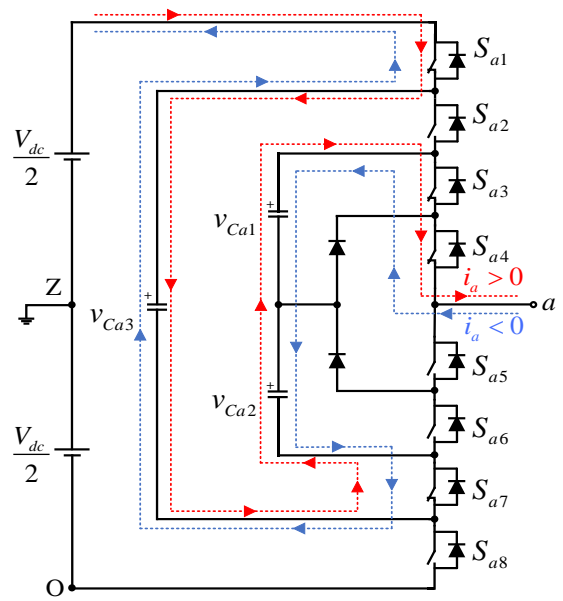 S_{a1}
S_{a2}
V_{dc}/2
S_{a3}
v_{Ca1}
+
S_{a4}
Z
i_a > 0
a
+
v_{Ca3}
i_a < 0
S_{a5}
+
v_{Ca2}
S_{a6}
V_{dc}/2
S_{a7}
S_{a8}
O